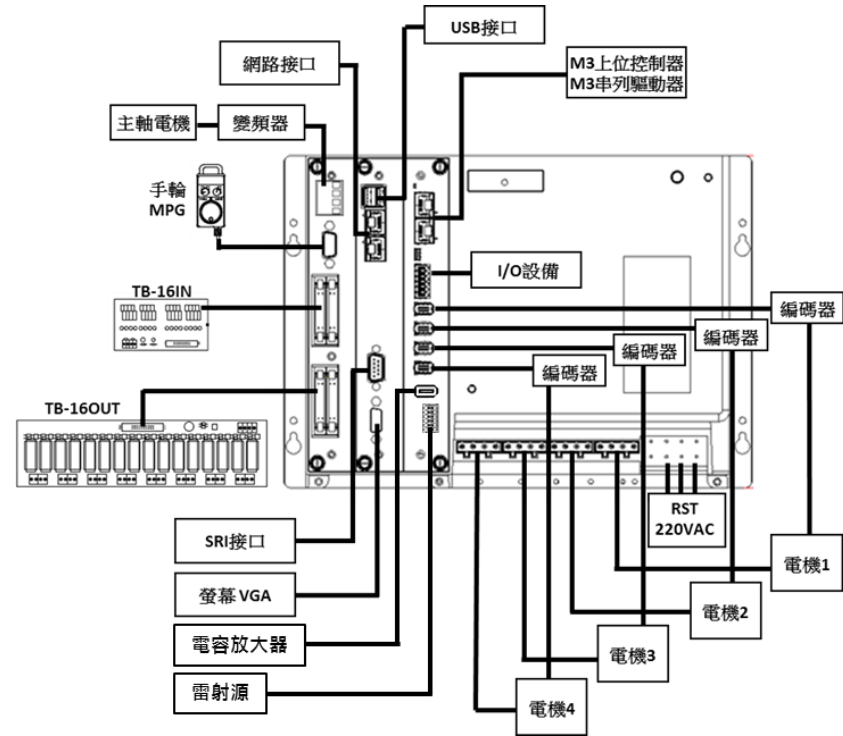 USB接口
網路接口
M3上位控制器
M3串列驅動器
主軸電機
變頻器
手輪
MPG
I/O設備
TB-16IN
編碼器
編碼器
編碼器
編碼器
TB-16OUT
RST
220VAC
SRI接口
電機1
螢幕 VGA
電機2
電容放大器
電機3
雷射源
電機4